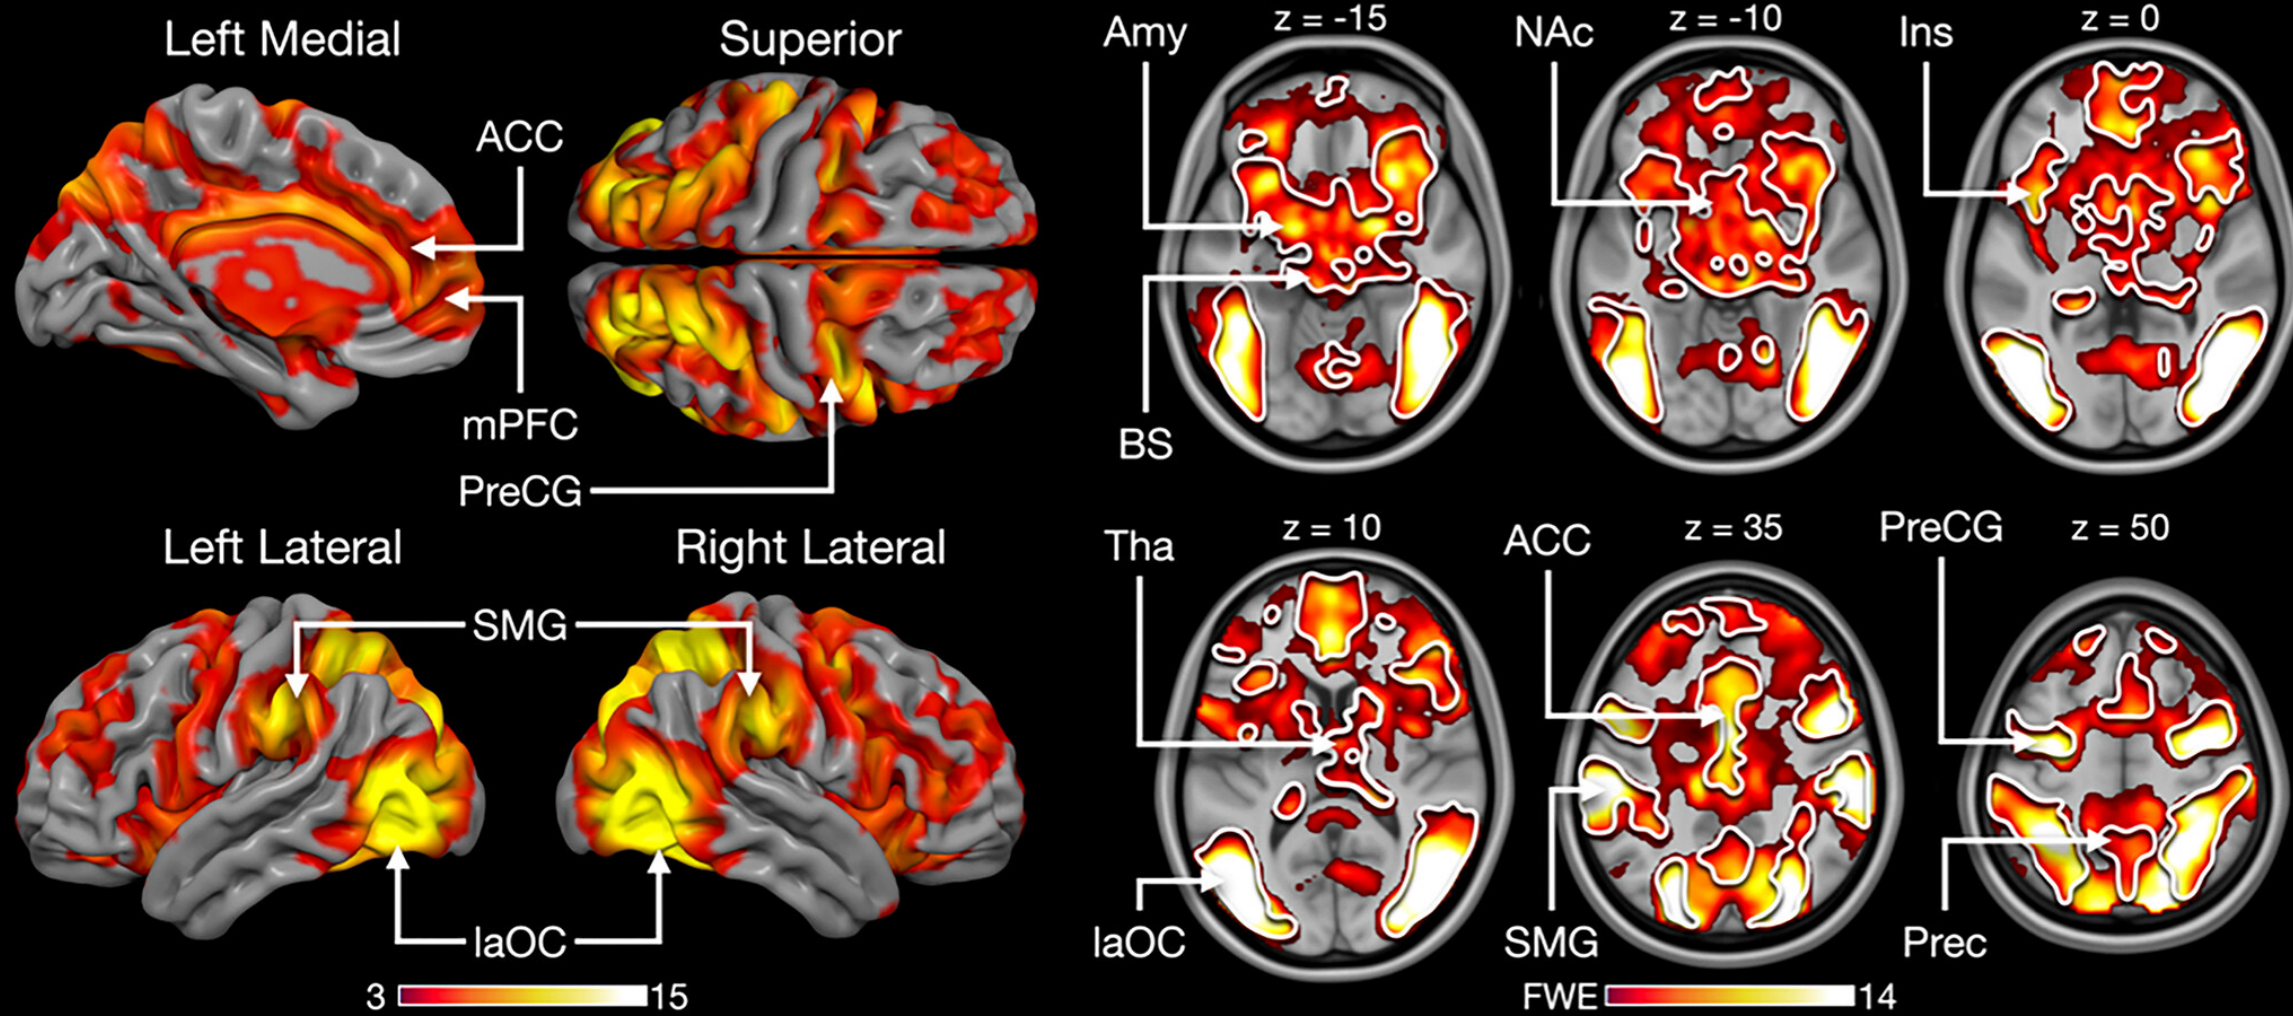 Left Medial
Superior
ACC
mPFC
PreCG
Left Lateral
Right Lateral
SMG
laOC
3
15
Amy
z = -15
NAc
z = -10
Ins
z = 0
BS
Tha
z = 10
ACC
z = 35
PreCG
z = 50
laOC
SMG
Prec
FWE
14